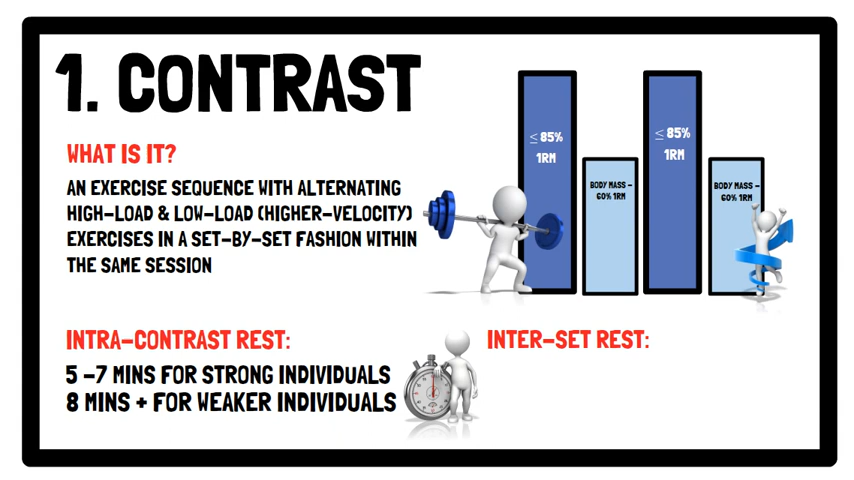 1. CONTRAST
WHAT IS IT?
AN EXERCISE SEQUENCE WITH ALTERNATING
HIGH-LOAD & LOW-LOAD (HIGHER-VELOCITY)
EXERCISES IN A SET-BY-SET FASHION WITHIN
THE SAME SESSION
≤ 85%
1RM
BODY MASS –
60% 1RM
≤ 85%
1RM
BODY MASS –
60% 1RM
INTRA-CONTRAST REST:
5 -7 MINS FOR STRONG INDIVIDUALS
8 MINS + FOR WEAKER INDIVIDUALS
INTER-SET REST: